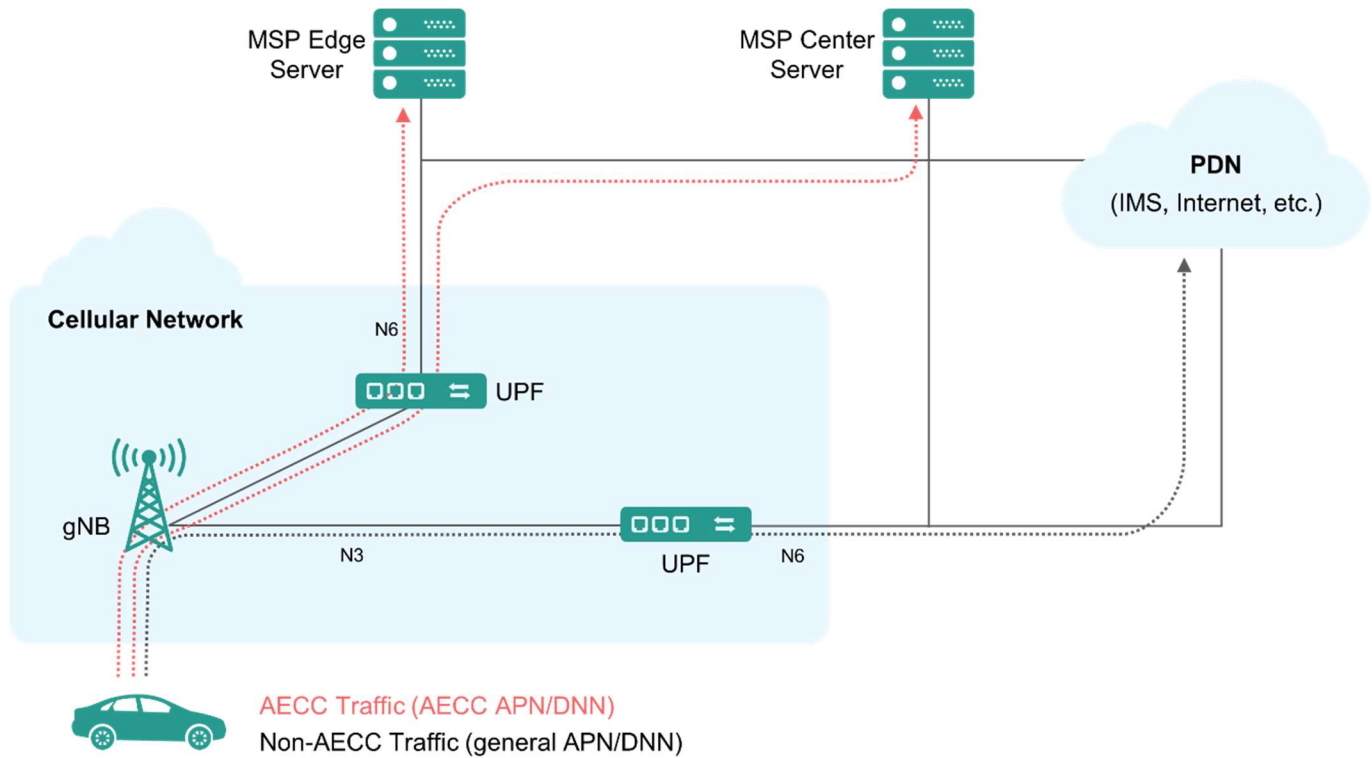 MSP Edge
Server
MSP Center
Server
PDN
(IMS, Internet, etc.)
Cellular Network
N6
UPF
gNB
N3
UPF
N6
AECC Traffic (AECC APN/DNN)
Non-AECC Traffic (general APN/DNN)